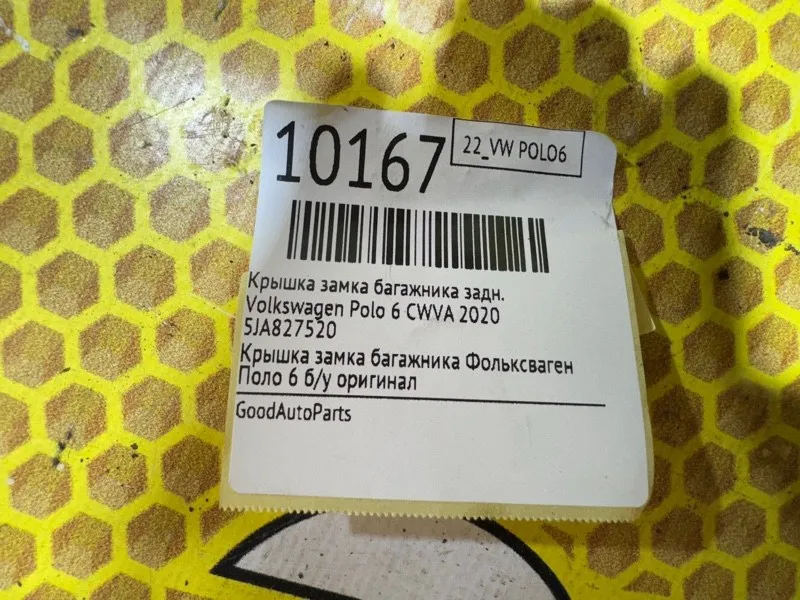 10167
22_VW POLO6
Крышка замка багажника задн.
Volkswagen Polo 6 CWVA 2020
5JA827520
Крышка замка багажника Фольксваген
Поло 6 б/у оригинал
GoodAutoParts